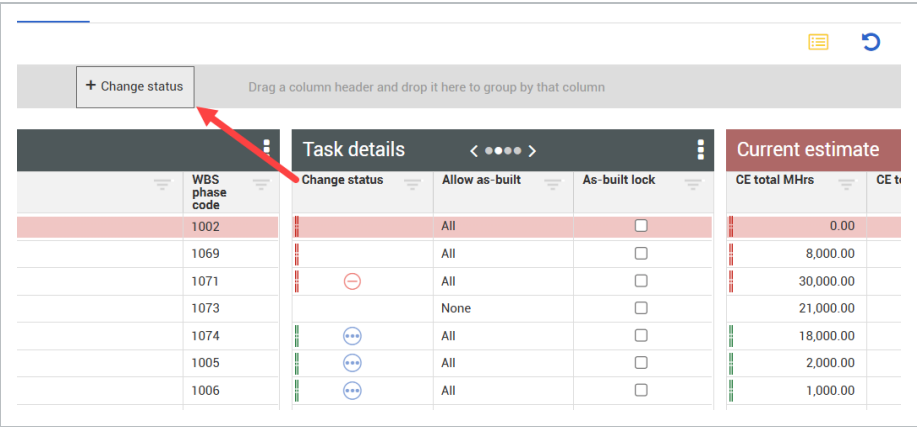 + Change status
Drag a column header and drop it here to group by that column
Task details
Current estimate
WBS phase code
Change status
Allow as-built
As-built lock
CE total MHrs
1002 All 0.00
1069 All 8,000.00
1071 All 30,000.00
1073 None 21,000.00
1074 All 18,000.00
1005 All 2,000.00
1006 All 1,000.00